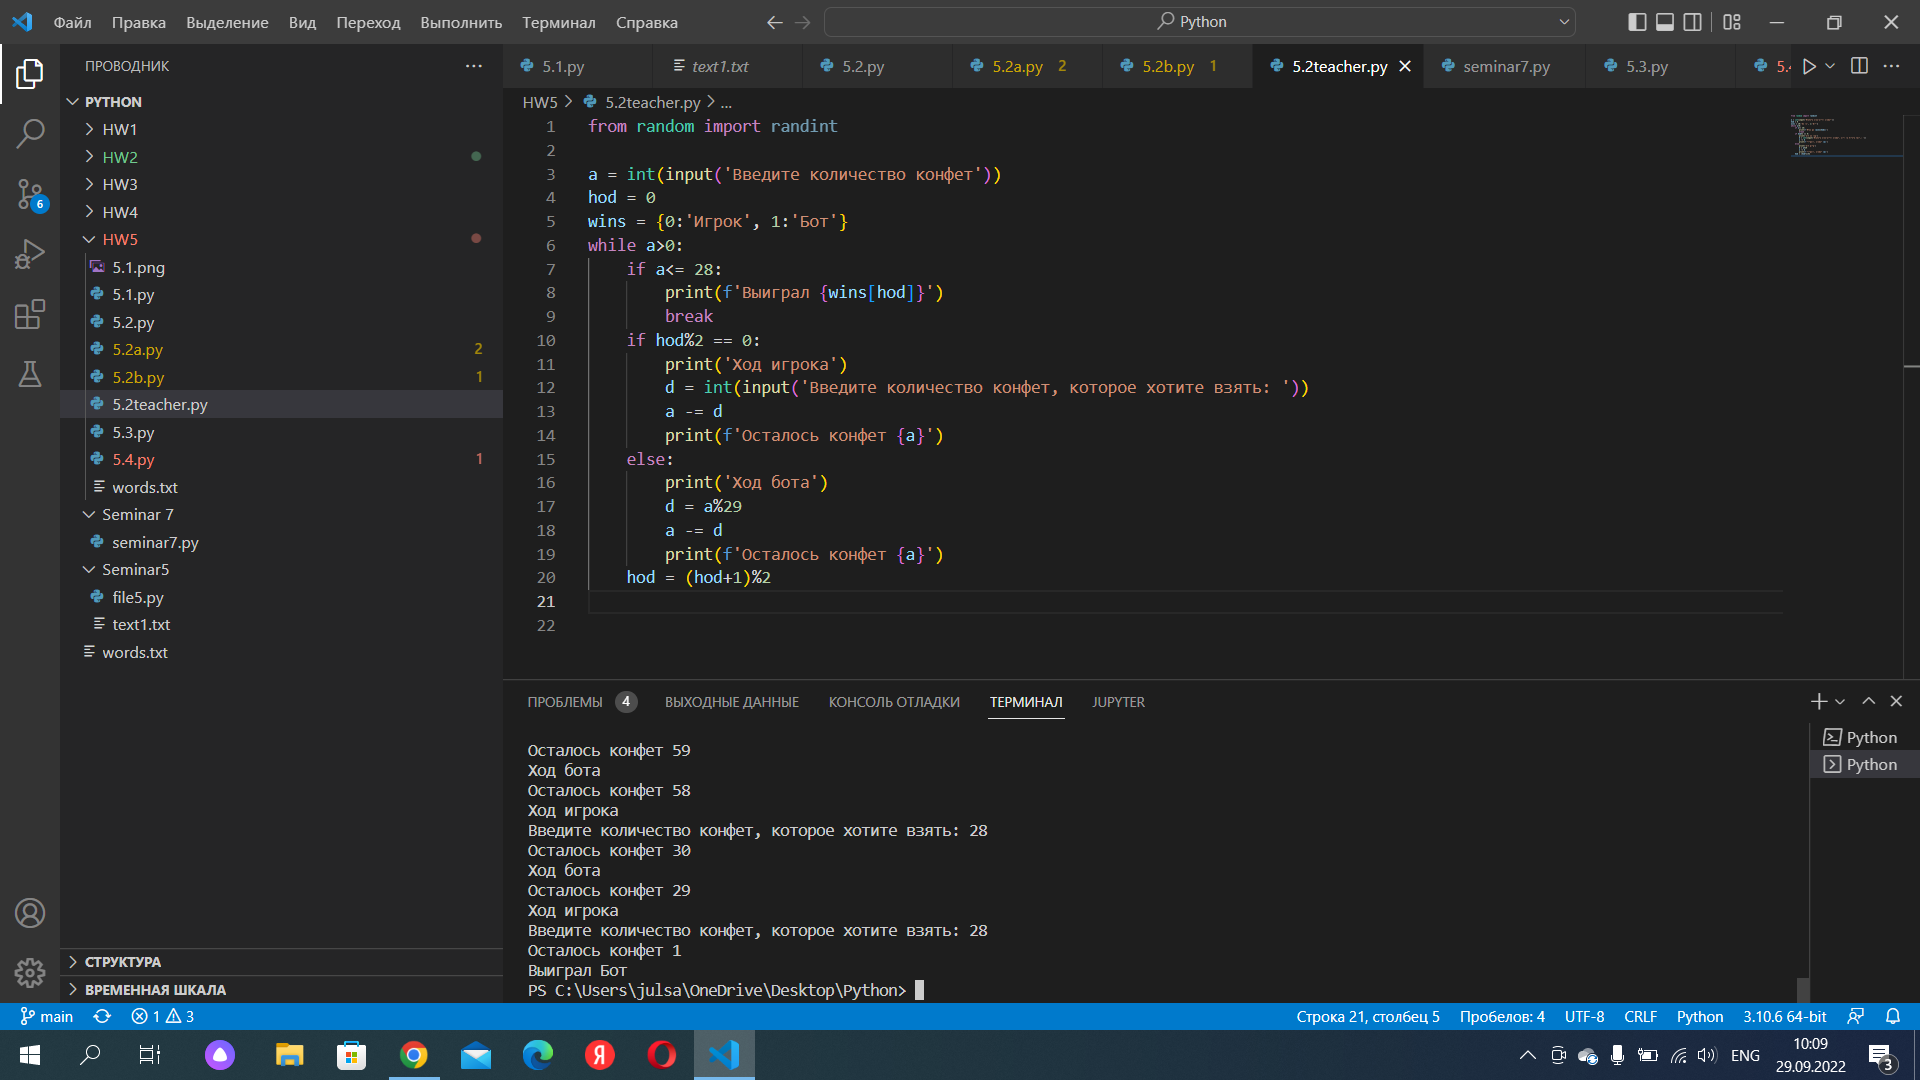 Файл Правка Выделение Вид Переход Выполнить Терминал Справка
Python
ПРОВОДНИК
5.1.py
text1.txt
5.2.py
5.2a.py 2
5.2b.py 1
5.2teacher.py
seminar7.py
5.3.py
HW5 > 5.2teacher.py > ...
PYTHON
HW1
HW2
HW3
HW4
HW5
5.1.png
5.1.py
5.2.py
5.2a.py 2
5.2b.py 1
5.2teacher.py
5.3.py
5.4.py 1
words.txt
Seminar 7
seminar7.py
Seminar5
file5.py
text1.txt
words.txt
6
СТРУКТУРА
ВРЕМЕННАЯ ШКАЛА
1 from random import randint
2
3 a = int(input('Введите количество конфет'))
4 hod = 0
5 wins = {0:'Игрок', 1:'Бот'}
6 while a>0:
7 if a<= 28:
8 print(f'Выиграл {wins[hod]}')
9 break
10 if hod%2 == 0:
11 print('Ход игрока')
12 d = int(input('Введите количество конфет, которое хотите взять: '))
13 a -= d
14 print(f'Осталось конфет {a}')
15 else:
16 print('Ход бота')
17 d = a%29
18 a -= d
19 print(f'Осталось конфет {a}')
20 hod = (hod+1)%2
21
22
ПРОБЛЕМЫ 4 ВЫХОДНЫЕ ДАННЫЕ КОНСОЛЬ ОТЛАДКИ ТЕРМИНАЛ JUPYTER
Осталось конфет 59
Ход бота
Осталось конфет 58
Ход игрока
Введите количество конфет, которое хотите взять: 28
Осталось конфет 30
Ход бота
Осталось конфет 29
Ход игрока
Введите количество конфет, которое хотите взять: 28
Осталось конфет 1
Выиграл Бот
PS C:\Users\julsa\OneDrive\Desktop\Python>
Python
Python
main 1 3
Строка 21, столбец 5 Пробелов: 4 UTF-8 CRLF Python 3.10.6 64-bit
ENG
10:09
29.09.2022
3